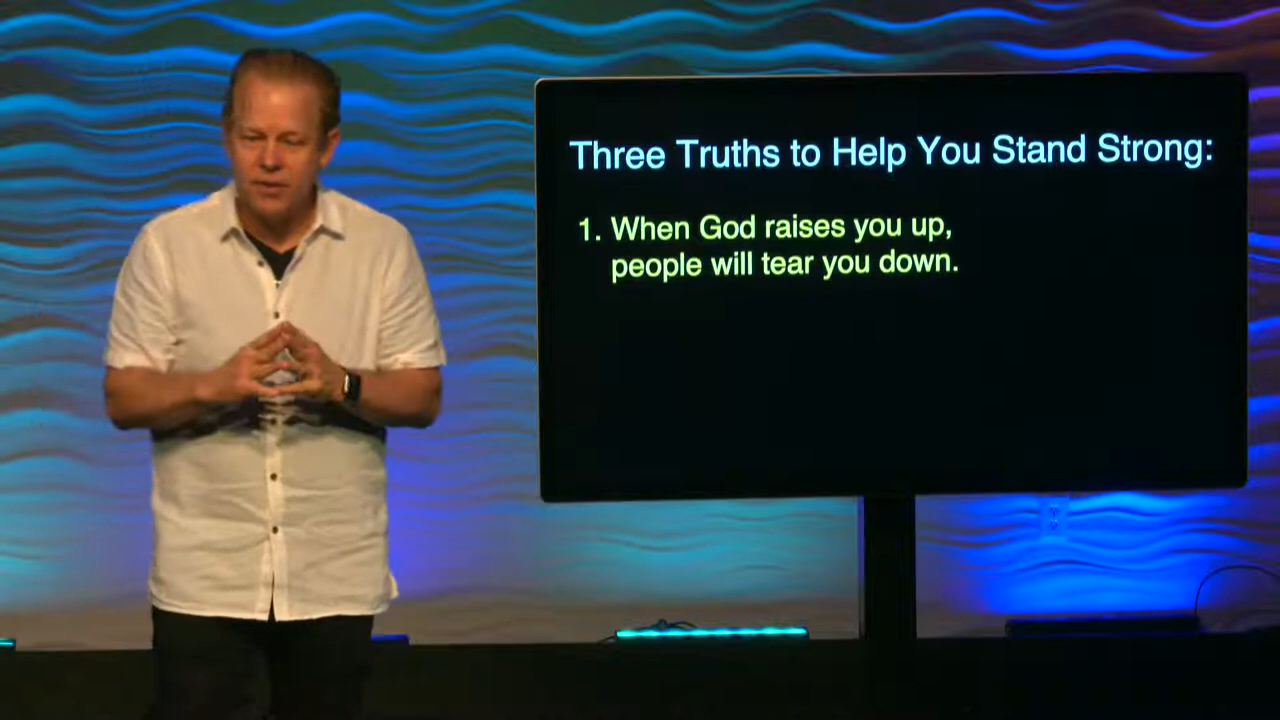 Three Truths to Help You Stand Strong:
1. When God raises you up,
people will tear you down.